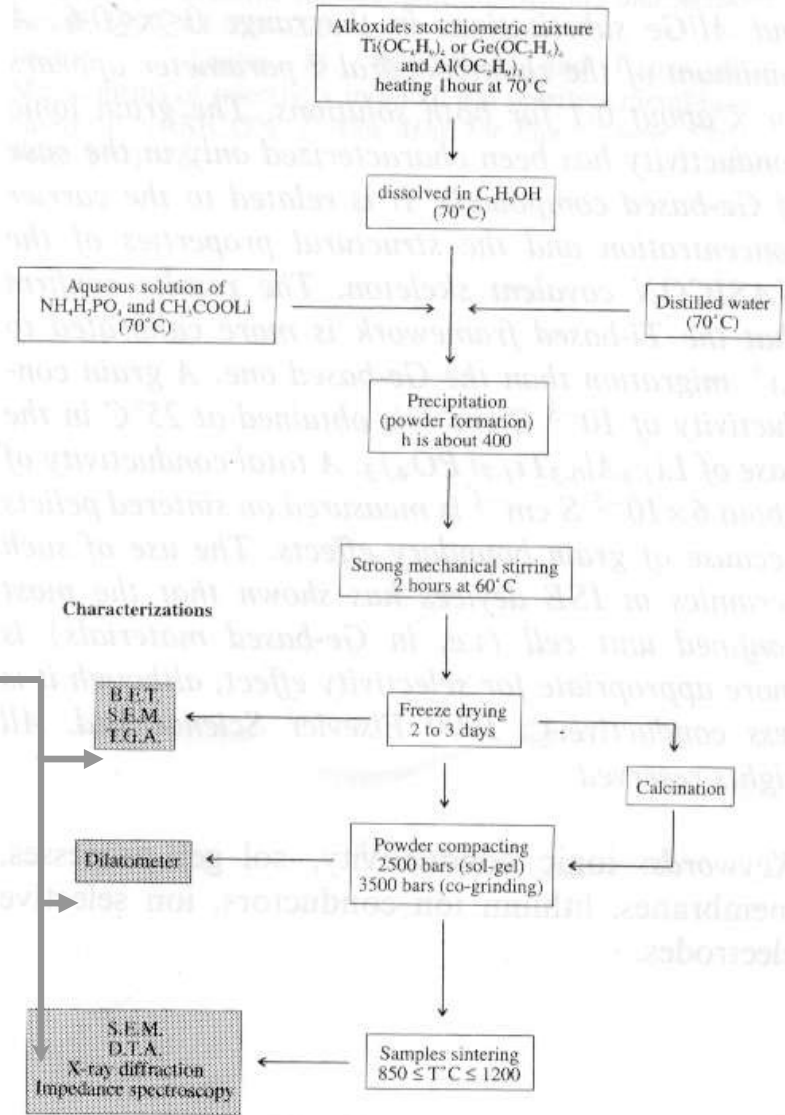 Alkoxides stoichiometric mixture
Ti(OC₄H₉)₄ or Ge(OC₂H₅)₄
and Al(OC₄H₉)₃
heating 1hour at 70°C
dissolved in C₄H₉OH
(70°C)
Aqueous solution of
NH₄H₂PO₄ and CH₃COOLi
(70°C)
Distilled water
(70°C)
Precipitation
(powder formation)
h is about 400
Strong mechanical stirring
2 hours at 60°C
Characterizations
B.E.T
S.E.M.
T.G.A.
Freeze drying
2 to 3 days
Calcination
Dilatometer
Powder compacting
2500 bars (sol-gel)
3500 bars (co-grinding)
S.E.M.
D.T.A.
X-ray diffraction
Impedance spectroscopy
Samples sintering
850 ≤ T°C ≤ 1200